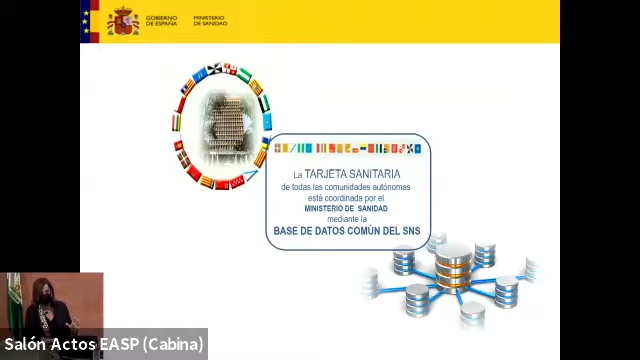 GOBIERNO
DE ESPAÑA
MINISTERIO
DE SANIDAD
La TARJETA SANITARIA
de todas las comunidades autónomas
está coordinada por el
MINISTERIO DE SANIDAD
mediante la
BASE DE DATOS COMÚN DEL SNS
Salón Actos EASP (Cabina)